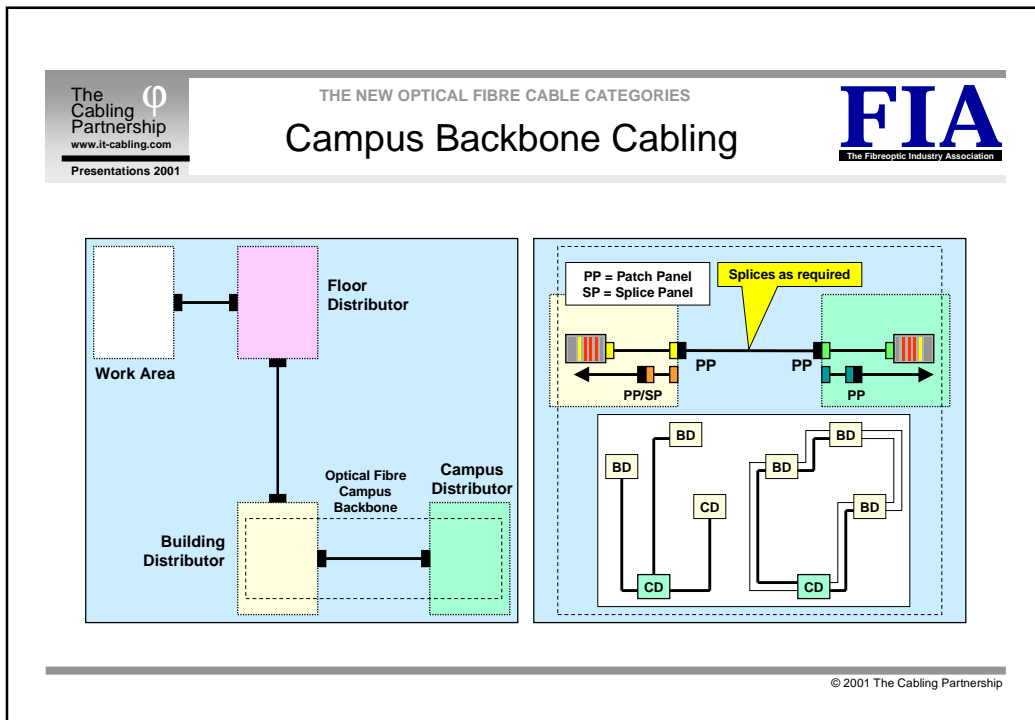 The
Cabling
Partnership
φ
www.it-cabling.com
Presentations 2001
THE NEW OPTICAL FIBRE CABLE CATEGORIES
Campus Backbone Cabling
FIA
The Fibreoptic Industry Association
Work Area
Floor
Distributor
Optical Fibre
Campus
Backbone
Campus
Distributor
Building
Distributor
PP = Patch Panel
SP = Splice Panel
Splices as required
PP
PP
PP/SP
PP
BD
BD
CD
CD
BD
BD
BD
CD
© 2001 The Cabling Partnership